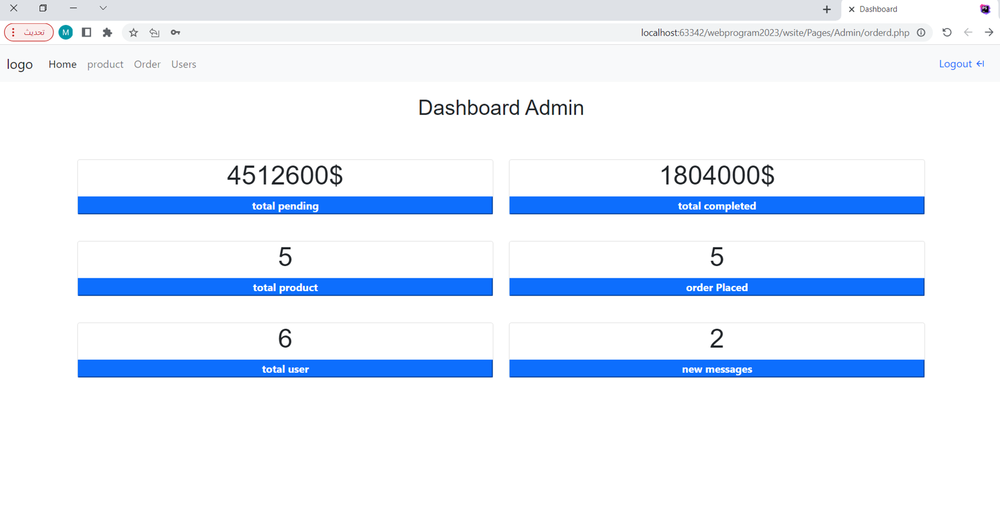 Dashboard
تحديث
M
localhost:63342/webprogram2023/wsite/Pages/Admin/orderd.php
logo Home product Order Users Logout
Dashboard Admin
4512600$
total pending
1804000$
total completed
5
total product
5
order Placed
6
total user
2
new messages